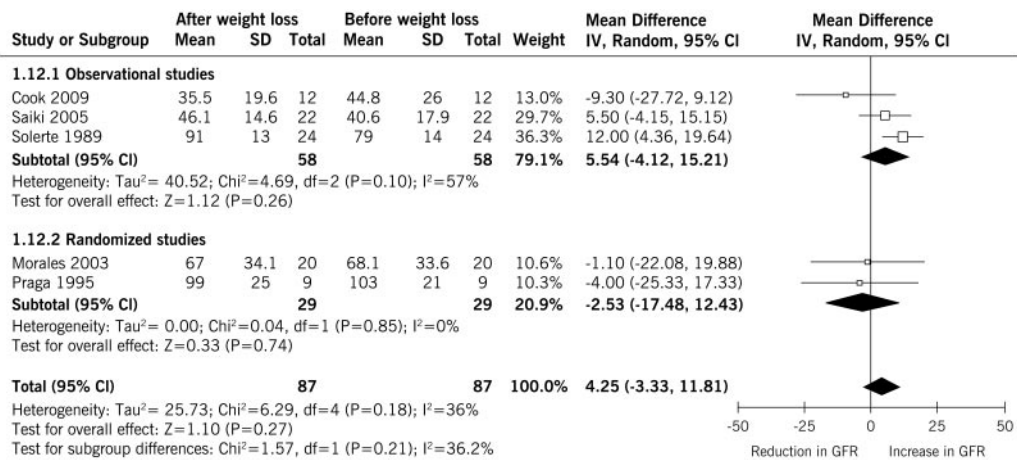 After weight loss Before weight loss Mean Difference Mean Difference
Study or Subgroup Mean SD Total Mean SD Total Weight IV, Random, 95% CI IV, Random, 95% CI
1.12.1 Observational studies
Cook 2009 35.5 19.6 12 44.8 26 12 13.0% -9.30 (-27.72, 9.12)
Saiki 2005 46.1 14.6 22 40.6 17.9 22 29.7% 5.50 (-4.15, 15.15)
Solerte 1989 91 13 24 79 14 24 36.3% 12.00 (4.36, 19.64)
Subtotal (95% CI) 58 58 79.1% 5.54 (-4.12, 15.21)
Heterogeneity: Tau²= 40.52; Chi²=4.69, df=2 (P=0.10); I²=57%
Test for overall effect: Z=1.12 (P=0.26)
1.12.2 Randomized studies
Morales 2003 67 34.1 20 68.1 33.6 20 10.6% -1.10 (-22.08, 19.88)
Praga 1995 99 25 9 103 21 9 10.3% -4.00 (-25.33, 17.33)
Subtotal (95% CI) 29 29 20.9% -2.53 (-17.48, 12.43)
Heterogeneity: Tau²= 0.00; Chi²=0.04, df=1 (P=0.85); I²=0%
Test for overall effect: Z=0.33 (P=0.74)
Total (95% CI) 87 87 100.0% 4.25 (-3.33, 11.81)
Heterogeneity: Tau²= 25.73; Chi²=6.29, df=4 (P=0.18); I²=36%
Test for overall effect: Z=1.10 (P=0.27)
Test for subgroup differences: Chi²=1.57, df=1 (P=0.21); I²=36.2%
-50 -25 0 25 50
Reduction in GFR Increase in GFR